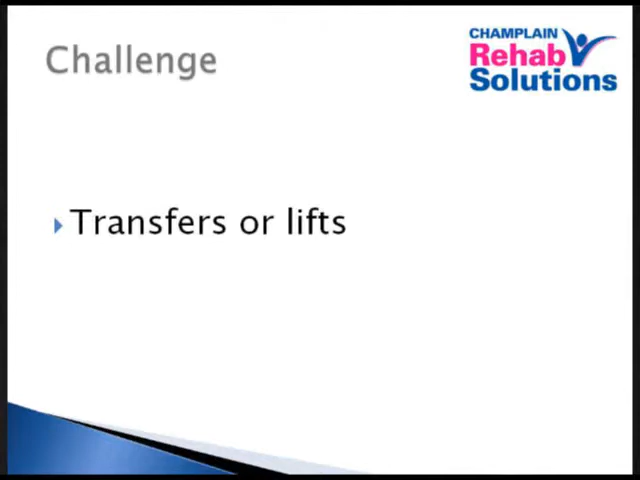 Challenge
CHAMPLAIN
Rehab
Solutions
Transfers or lifts